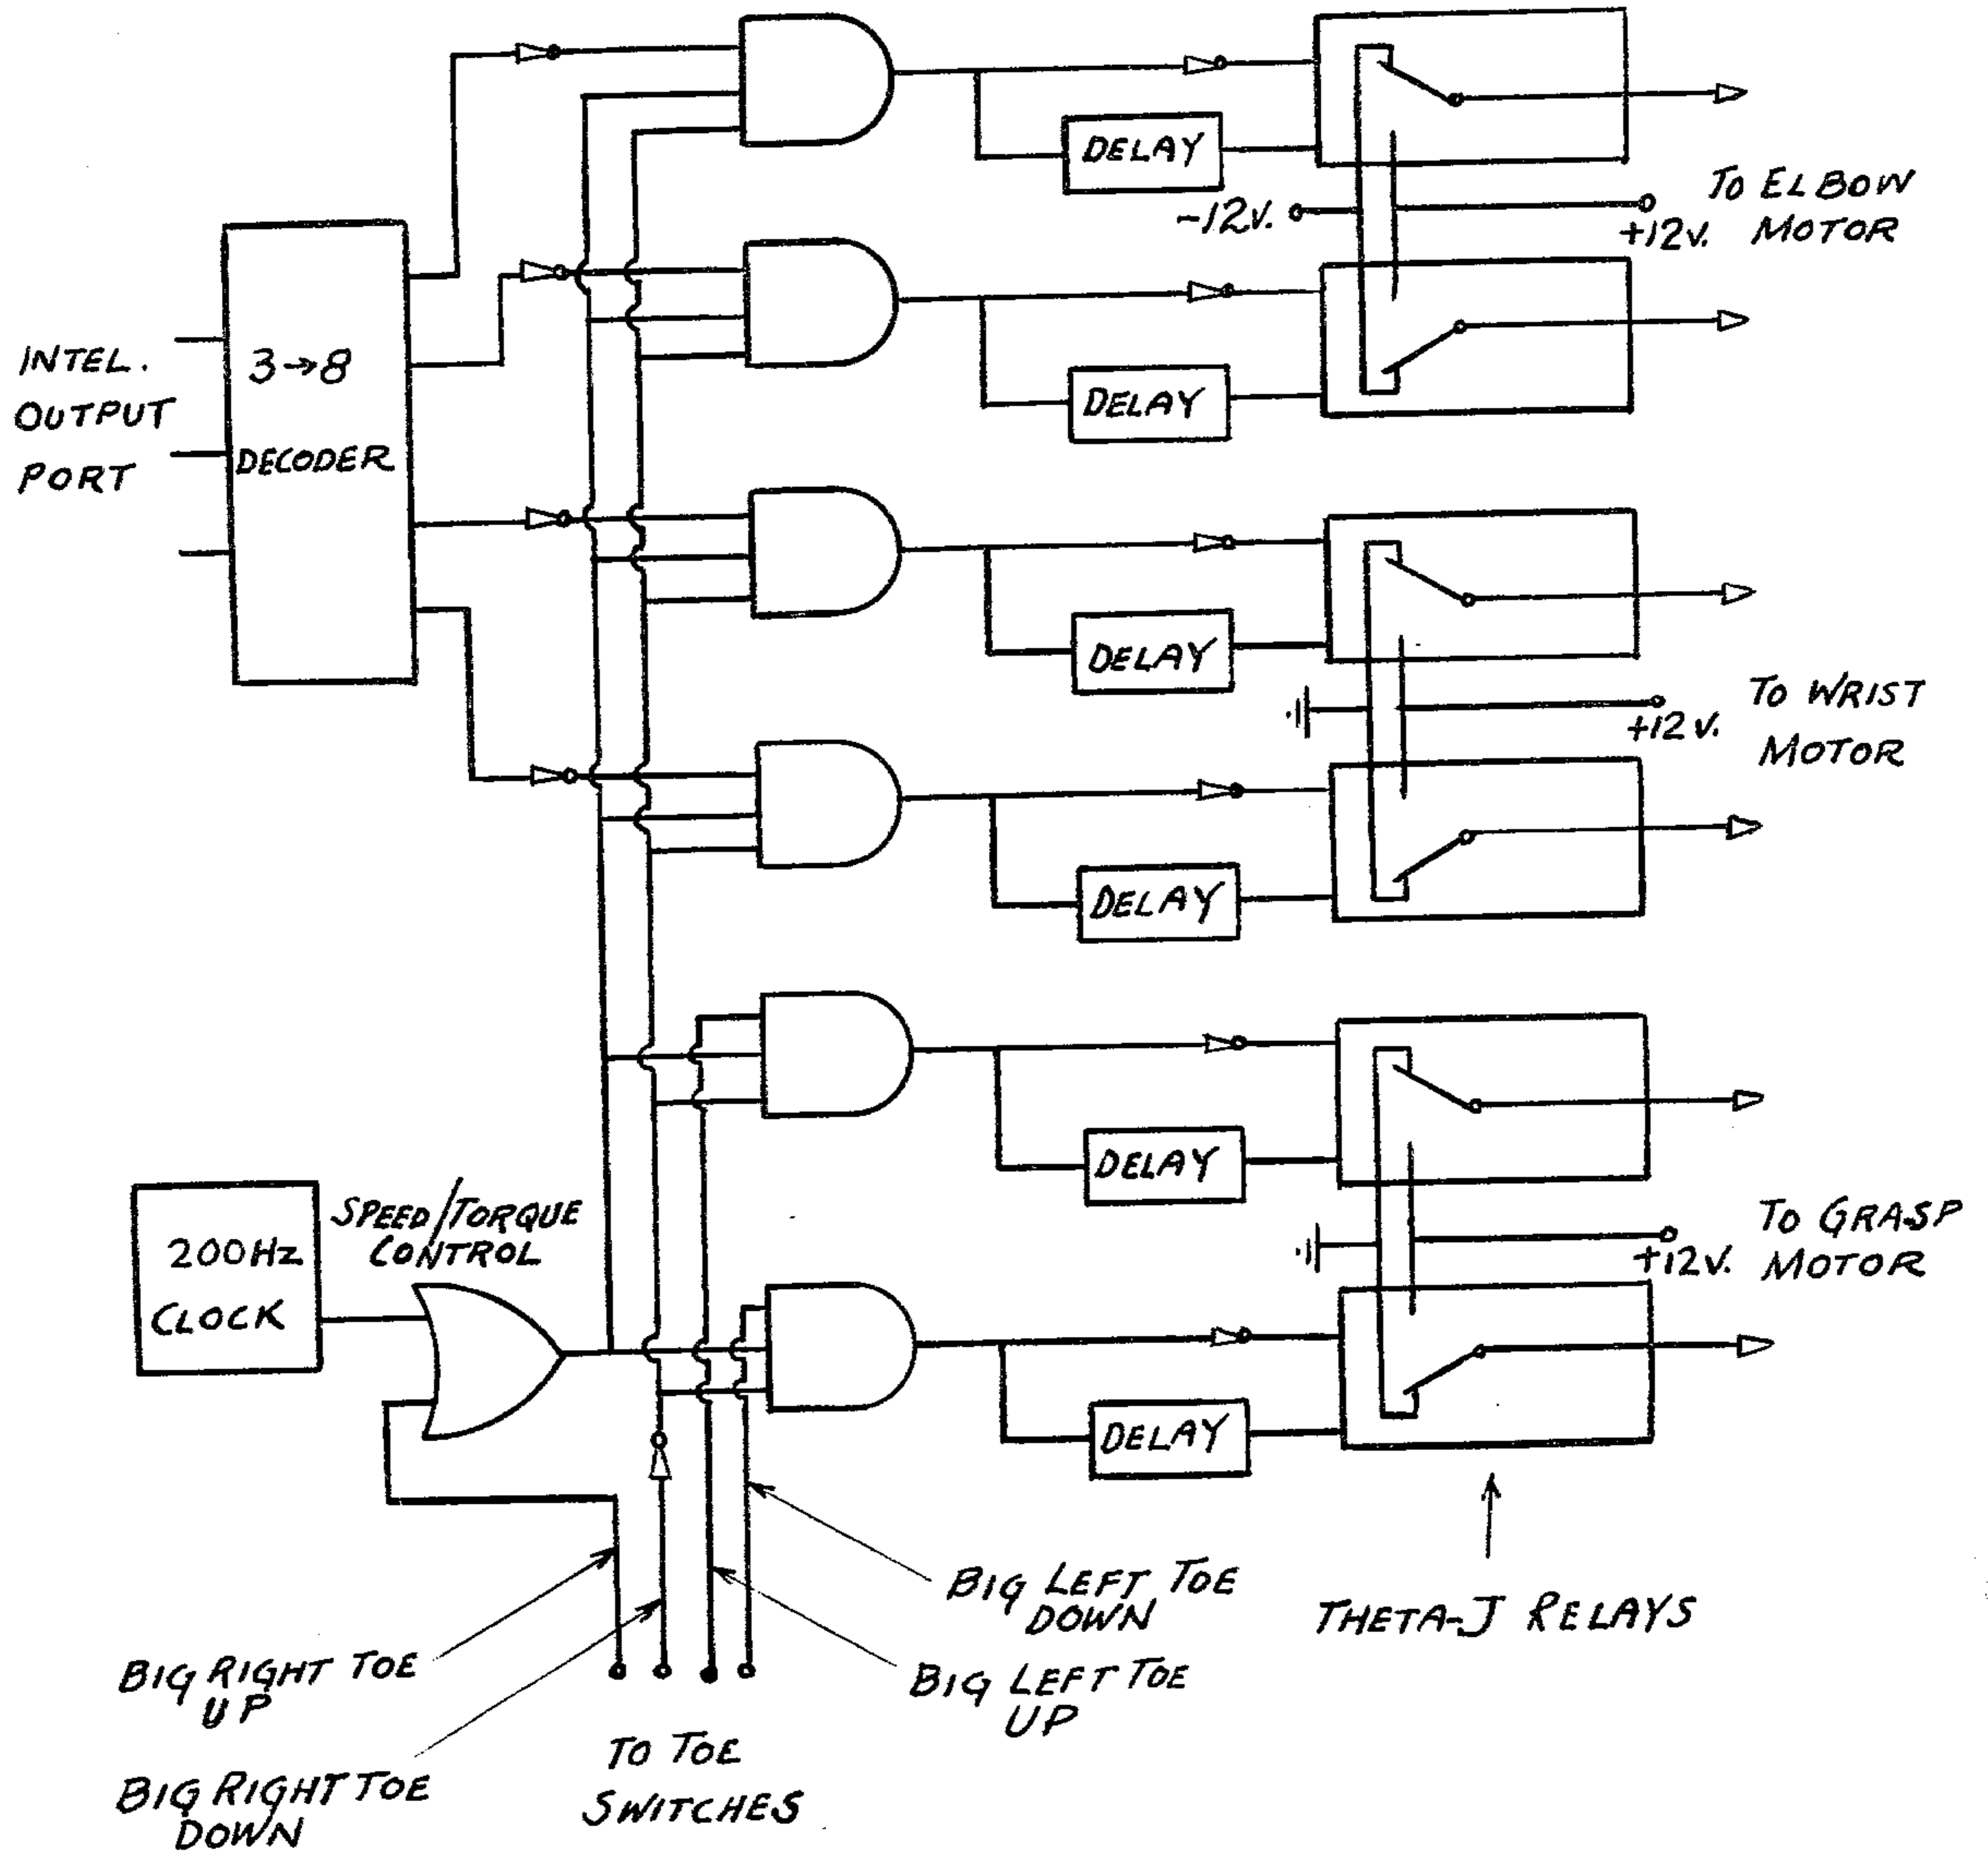 DELAY
-12v.
+12v.
TO ELBOW
MOTOR
INTEL.
OUTPUT
PORT
3→8
DECODER
DELAY
DELAY
+12v.
TO WRIST
MOTOR
DELAY
DELAY
+12v.
TO GRASP
MOTOR
200Hz
CLOCK
SPEED/TORQUE
CONTROL
DELAY
BIG RIGHT TOE
UP
BIG RIGHT TOE
DOWN
TO TOE
SWITCHES
BIG LEFT TOE
DOWN
BIG LEFT TOE
UP
THETA-J RELAYS